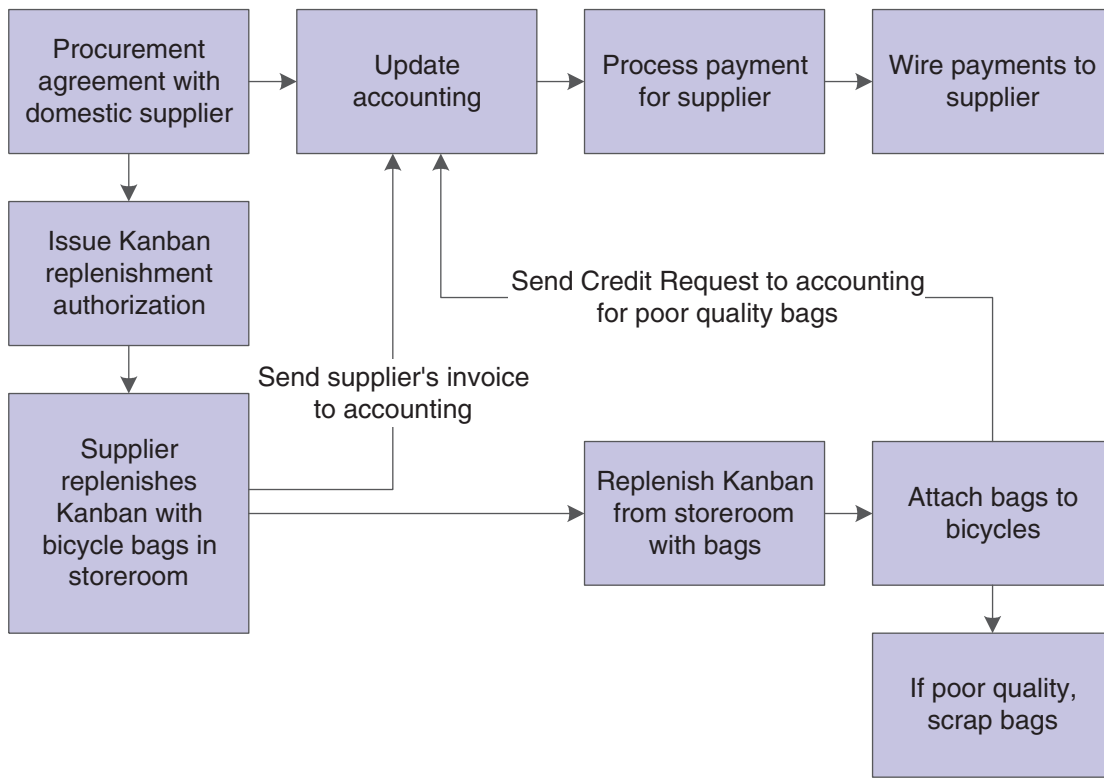 Procurement
agreement with
domestic supplier
Update
accounting
Process payment
for supplier
Wire payments to
supplier
Issue Kanban
replenishment
authorization
Send Credit Request to accounting
for poor quality bags
Send supplier's invoice
to accounting
Supplier
replenishes
Kanban with
bicycle bags in
storeroom
Replenish Kanban
from storeroom
with bags
Attach bags to
bicycles
If poor quality,
scrap bags